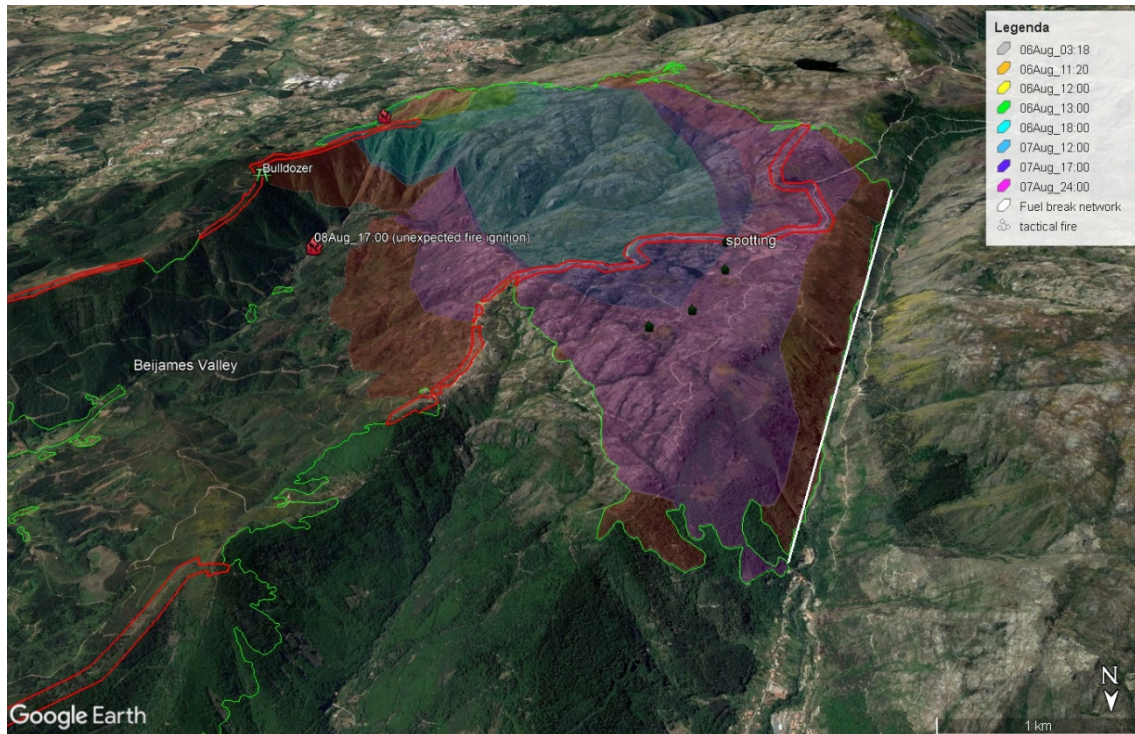 Legenda
06Aug_03:18
06Aug_11:20
06Aug_12:00
06Aug_13:00
06Aug_18:00
07Aug_12:00
07Aug_17:00
07Aug_24:00
Fuel break network
tactical fire
Bulldozer
08Aug_17:00 (unexpected fire ignition)
spotting
Beijames Valley
N
Google Earth
1 km